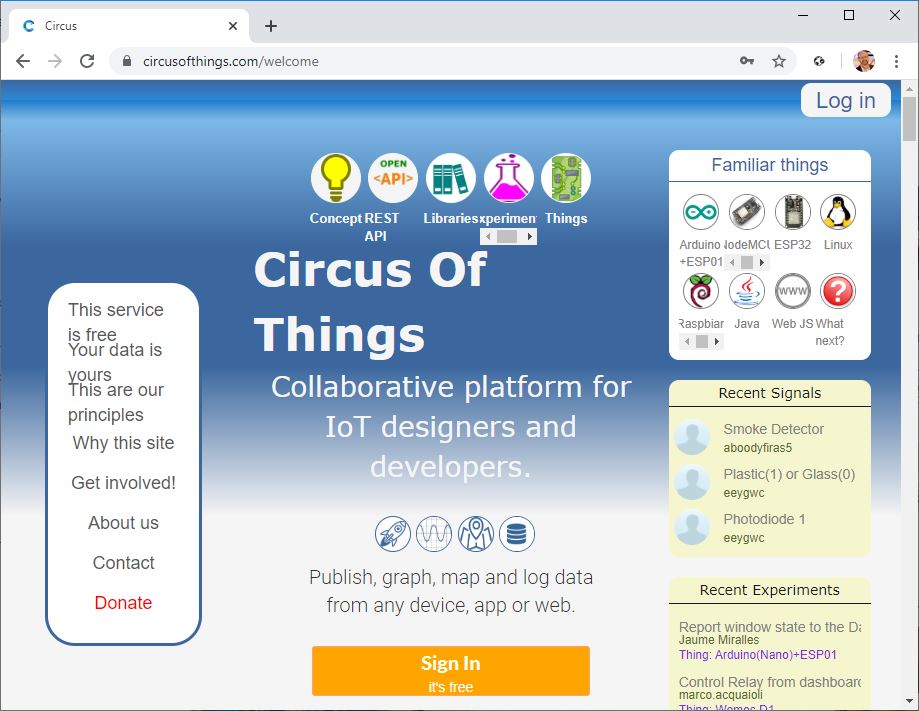 Circus
circusofthings.com/welcome
Log in
Concept
REST
API
OPEN
<API>
Libraries
xperimen
Things
Circus Of
Things
Collaborative platform for
IoT designers and
developers.
Publish, graph, map and log data
from any device, app or web.
Sign In
it's free
This service
is free
Your data is
yours
This are our
principles
Why this site
Get involved!
About us
Contact
Donate
Familiar things
Arduino
+ESP01
NodeMCU
ESP32
Linux
Raspbian
Java
WWW
Web JS
What
next?
Recent Signals
Smoke Detector
aboodyfiras5
Plastic(1) or Glass(0)
eeygwc
Photodiode 1
eeygwc
Recent Experiments
Report window state to the Da
Jaume Miralles
Thing: Arduino(Nano)+ESP01
Control Relay from dashboard
marco.acquaioli
Thing: Wemos D1